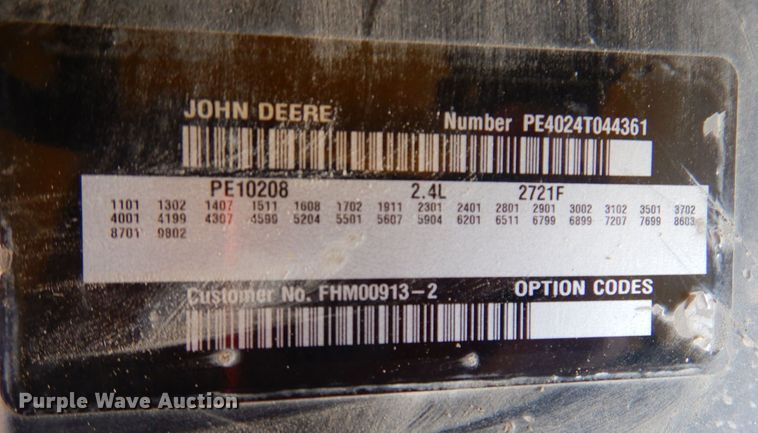 JOHN DEERE Number PE4024T044361
PE10208 2.4L 2721F
1101 1302 1407 1511 1608 1702 1911 2301 2401 2801 2901 3002 3102 3501 3702
4001 4199 4307 4599 5204 5501 5607 5904 6201 6511 6799 6899 7207 7699 8603
8701 9802
Customer No. FHM00913-2 OPTION CODES
Purple Wave Auction®